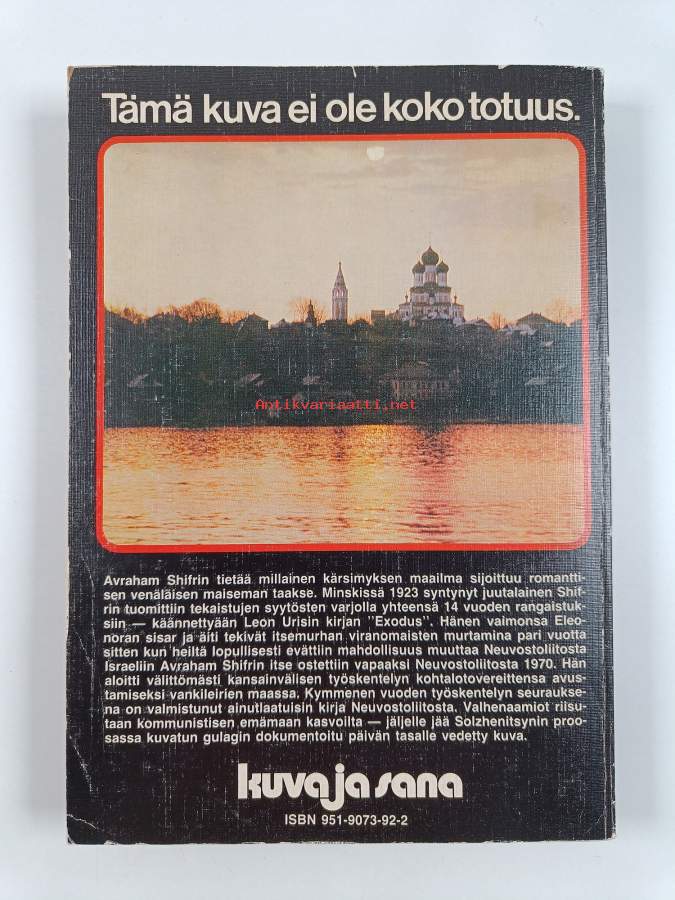 Tämä kuva ei ole koko totuus.
Antikvariaatti.net
Avraham Shifrin tietää millainen kärsimyksen maailma sijoittuu romantti-
sen venäläisen maiseman taakse. Minskissä 1923 syntynyt juutalainen Shif-
rin tuomittiin tekaistujen syytösten varjolla yhteensä 14 vuoden rangaistuk-
siin — käännettyään Leon Urisin kirjan "Exodus". Hänen vaimonsa Eleo-
noran sisar ja äiti tekivät itsemurhan viranomaisten murtamina pari vuotta
sitten kun heiltä lopullisesti evättiin mahdollisuus muuttaa Neuvostoliitosta
Israeliin Avraham Shifrin itse ostettiin vapaaksi Neuvostoliitosta 1970. Hän
aloitti välittömästi kansainvälisen työskentelyn kohtalotovereittensa avus-
tamiseksi vankileirien maassa. Kymmenen vuoden työskentelyn seuraukse-
na on valmistunut ainutlaatuisin kirja Neuvostoliitosta. Valhenaamiot riisu-
taan kommunistisen emämaan kasvoilta — jäljelle jää Solzhenitsynin proo-
sassa kuvatun gulagin dokumentoitu päivän tasalle vedetty kuva.
kuva ja sana
ISBN 951-9073-92-2